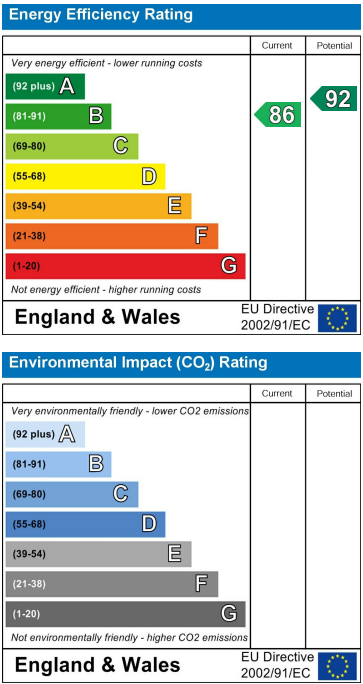 Energy Efficiency Rating
Current Potential
Very energy efficient - lower running costs
(92 plus) A
92
(81-91) B
86
(69-80) C
(55-68) D
(39-54) E
(21-38) F
(1-20) G
Not energy efficient - higher running costs
England & Wales
EU Directive
2002/91/EC
Environmental Impact (CO₂) Rating
Current Potential
Very environmentally friendly - lower CO2 emissions
(92 plus) A
(81-91) B
(69-80) C
(55-68) D
(39-54) E
(21-38) F
(1-20) G
Not environmentally friendly - higher CO2 emissions
England & Wales
EU Directive
2002/91/EC